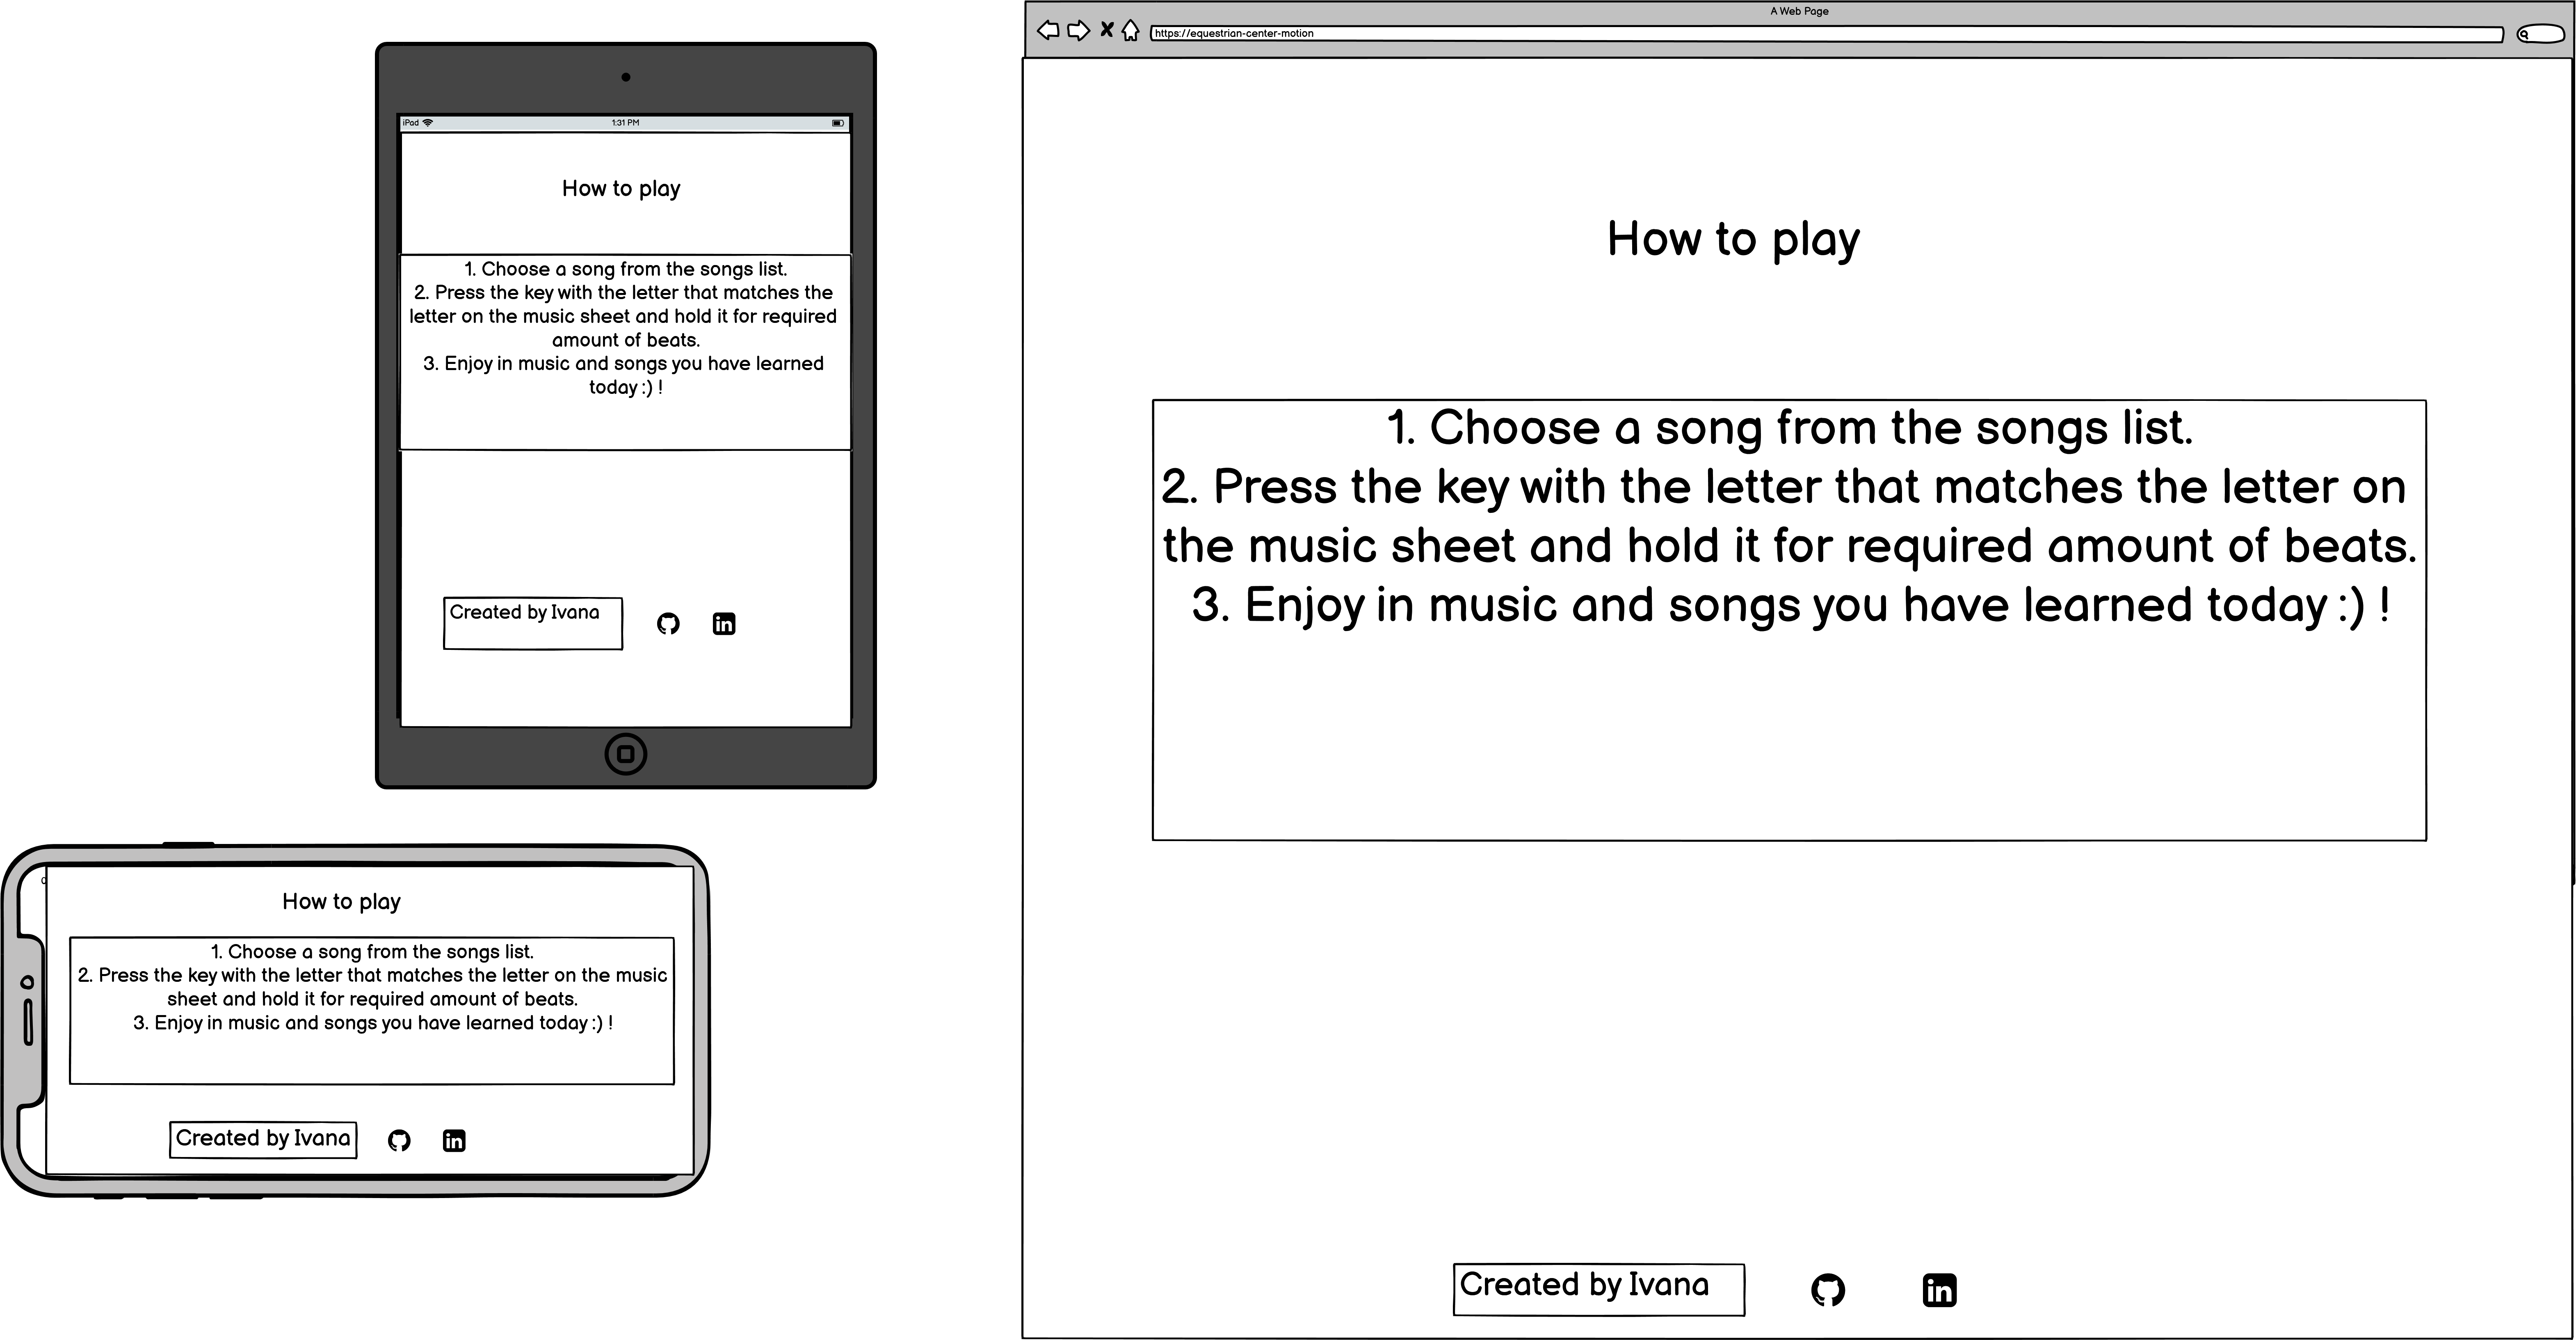 iPad
1:31 PM
How to play
1. Choose a song from the songs list.
2. Press the key with the letter that matches the
letter on the music sheet and hold it for required
amount of beats.
3. Enjoy in music and songs you have learned
today :) !
Created by Ivana
in
How to play
1. Choose a song from the songs list.
2. Press the key with the letter that matches the letter on the music
sheet and hold it for required amount of beats.
3. Enjoy in music and songs you have learned today :) !
Created by Ivana
in
A Web Page
https://equestrian-center-motion
How to play
1. Choose a song from the songs list.
2. Press the key with the letter that matches the letter on
the music sheet and hold it for required amount of beats.
3. Enjoy in music and songs you have learned today :) !
Created by Ivana
in